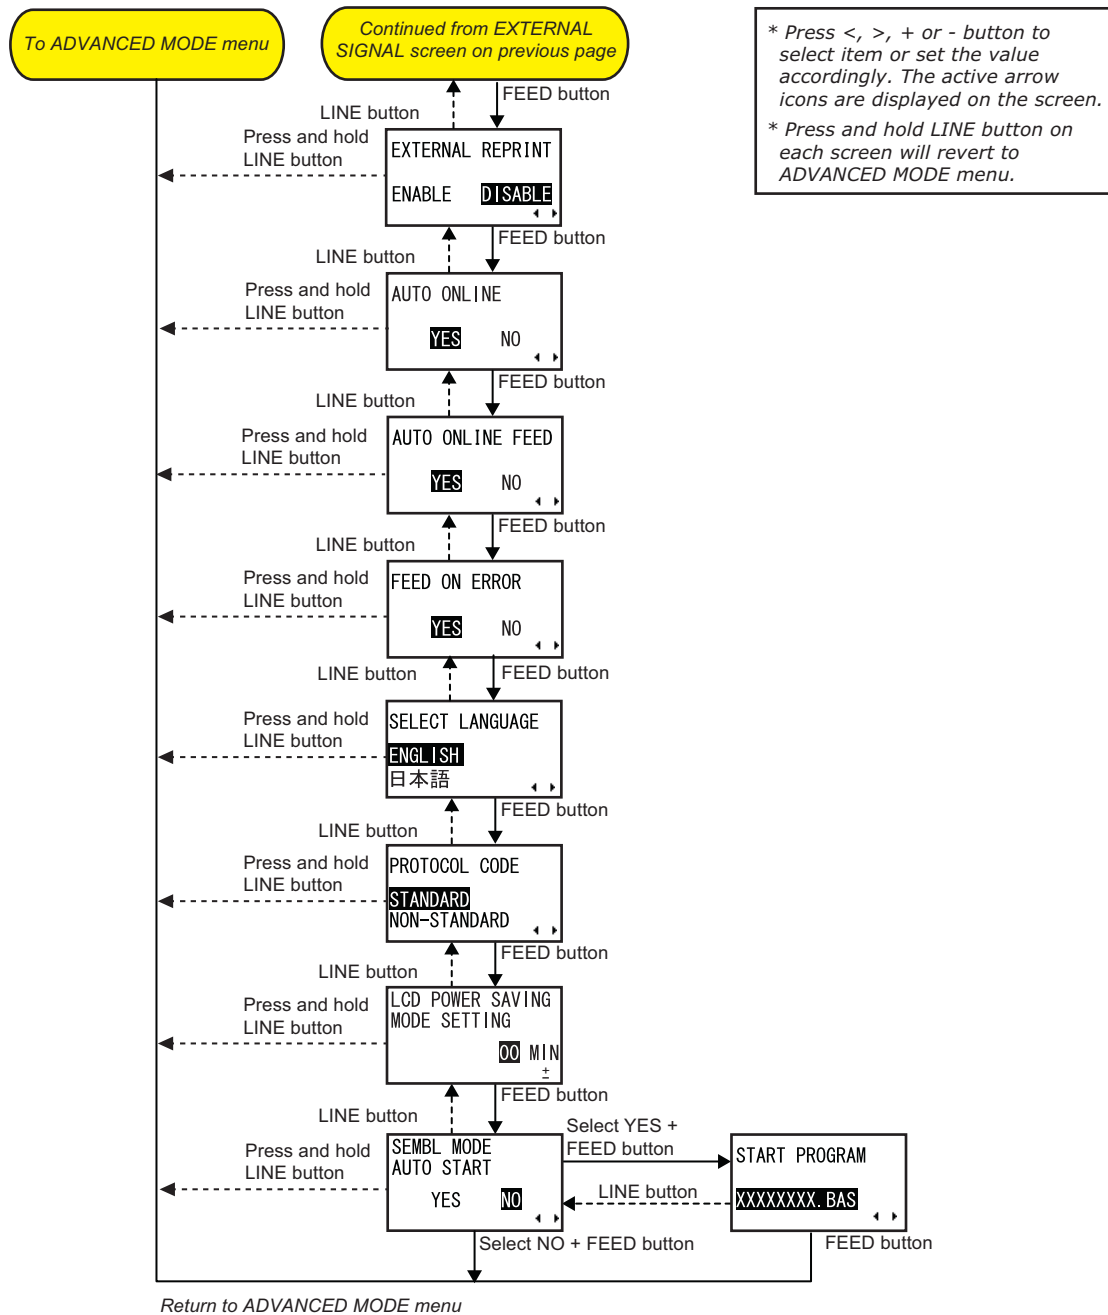 To ADVANCED MODE menu
Continued from EXTERNAL
SIGNAL screen on previous page
* Press <, >, + or - button to
select item or set the value
accordingly. The active arrow
icons are displayed on the screen.
* Press and hold LINE button on
each screen will revert to
ADVANCED MODE menu.
FEED button
LINE button
Press and hold
LINE button
EXTERNAL REPRINT
ENABLE DISABLE
FEED button
LINE button
Press and hold
LINE button
AUTO ONLINE
YES NO
FEED button
LINE button
Press and hold
LINE button
AUTO ONLINE FEED
YES NO
FEED button
LINE button
Press and hold
LINE button
FEED ON ERROR
YES NO
FEED button
LINE button
Press and hold
LINE button
SELECT LANGUAGE
ENGLISH
日本語
FEED button
LINE button
Press and hold
LINE button
PROTOCOL CODE
STANDARD
NON-STANDARD
FEED button
LINE button
Press and hold
LINE button
LCD POWER SAVING
MODE SETTING
00 MIN
±
FEED button
LINE button
Press and hold
LINE button
SEMBL MODE
AUTO START
YES NO
Select YES +
FEED button
LINE button
START PROGRAM
XXXXXXXX.BAS
FEED button
Select NO + FEED button
Return to ADVANCED MODE menu